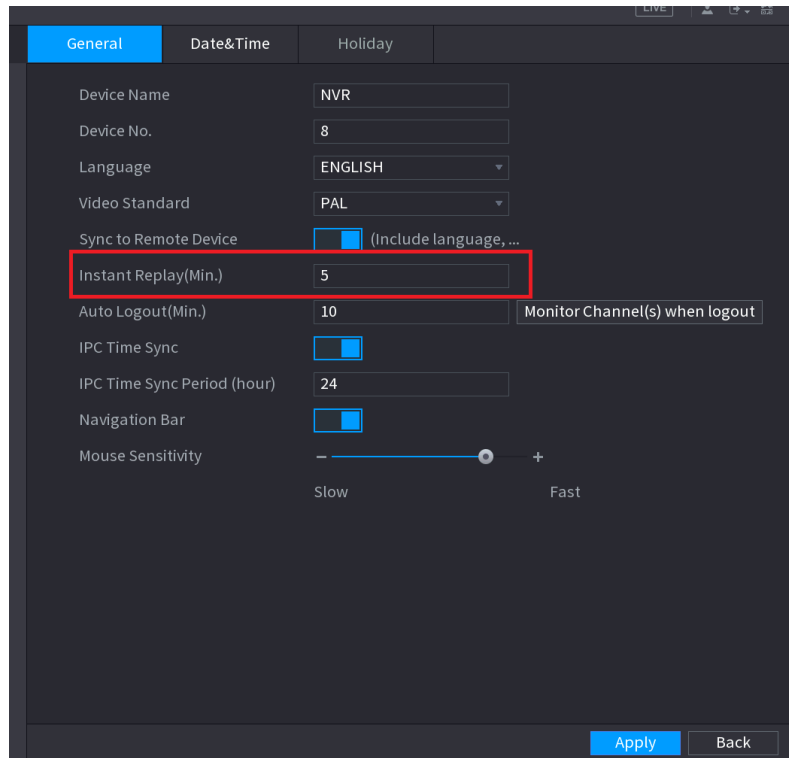 LIVE
General Date&Time Holiday
Device Name NVR
Device No. 8
Language ENGLISH
Video Standard PAL
Sync to Remote Device (Include language, ...
Instant Replay(Min.) 5
Auto Logout(Min.) 10 Monitor Channel(s) when logout
IPC Time Sync
IPC Time Sync Period (hour) 24
Navigation Bar
Mouse Sensitivity − +
Slow Fast
Apply Back